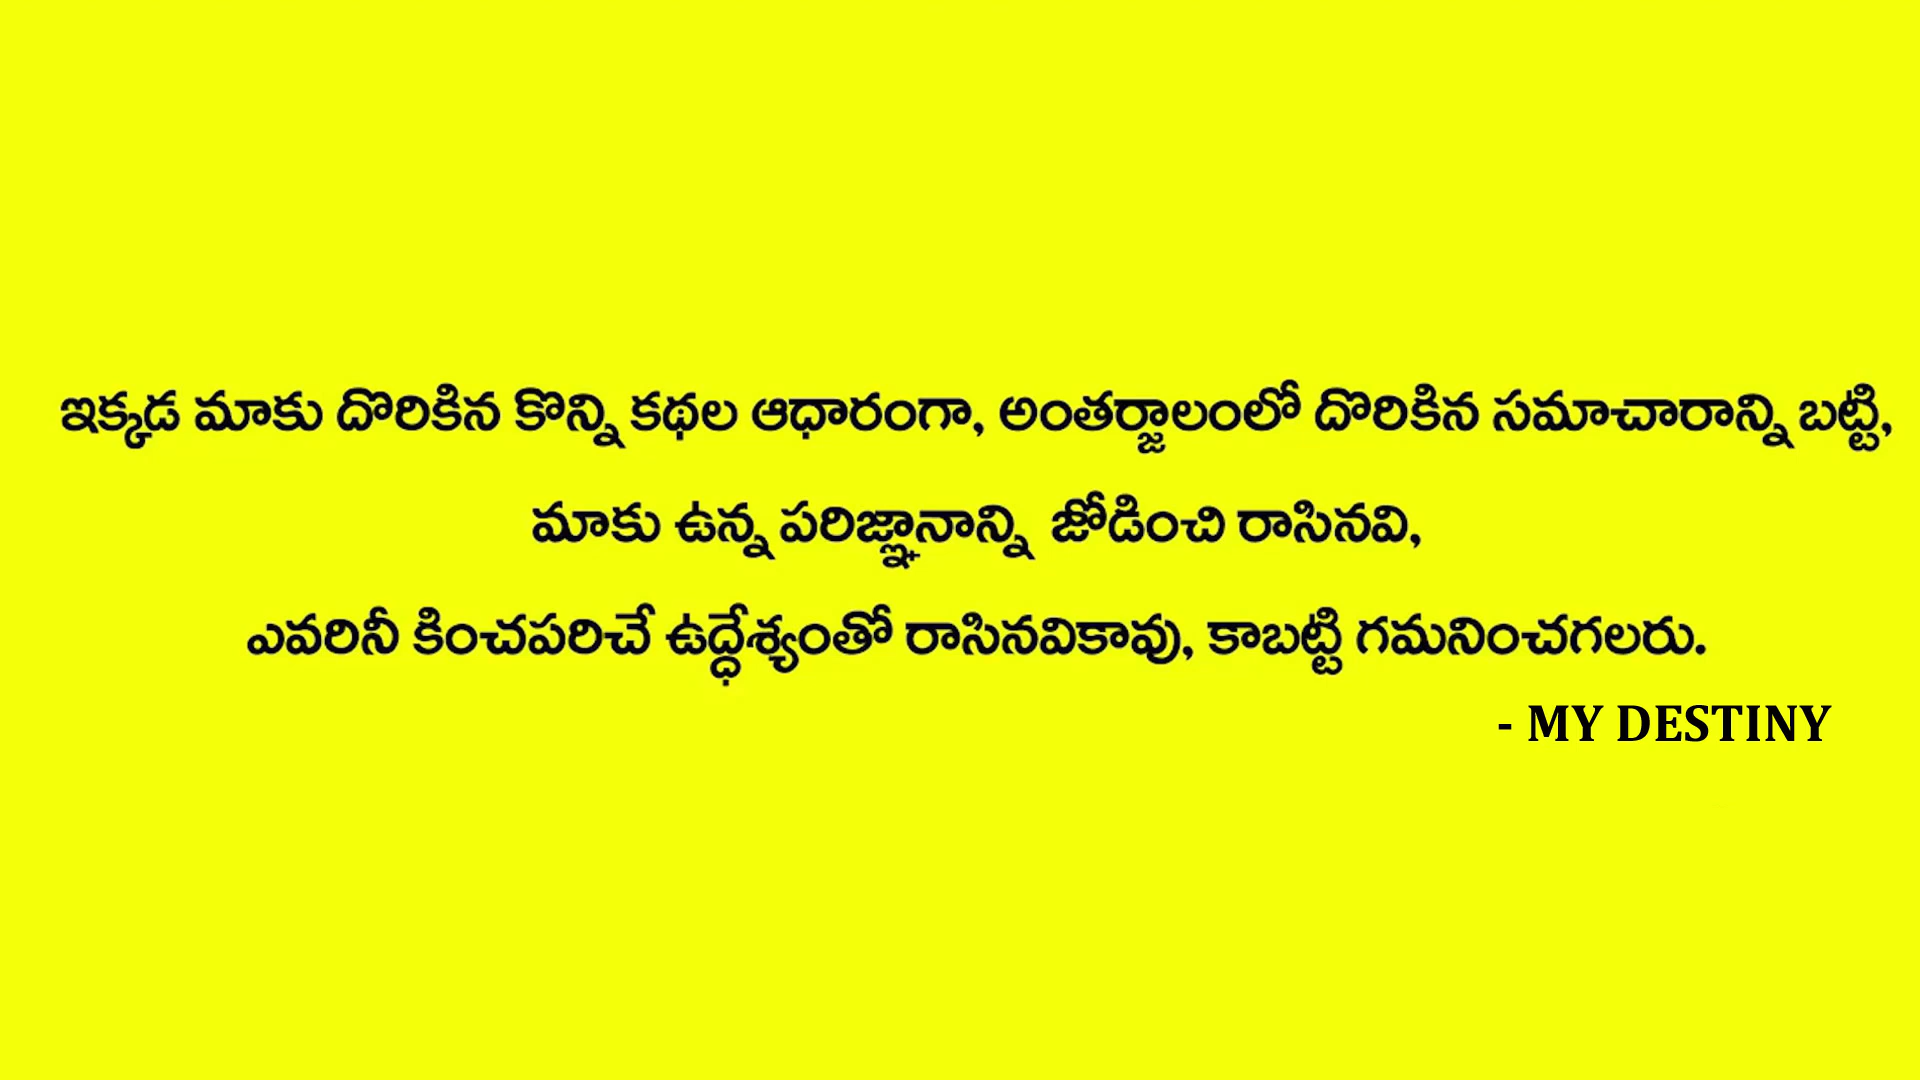 ఇక్కడ మాకు దొరికిన కొన్ని కథల ఆధారంగా, అంతర్జాలంలో దొరికిన సమాచారాన్ని బట్టి,
మాకు ఉన్న పరిజ్ఞానాన్ని జోడించి రాసినవి,
ఎవరినీ కించపరిచే ఉద్ధేశ్యంతో రాసినవికావు, కాబట్టి గమనించగలరు.
- MY DESTINY